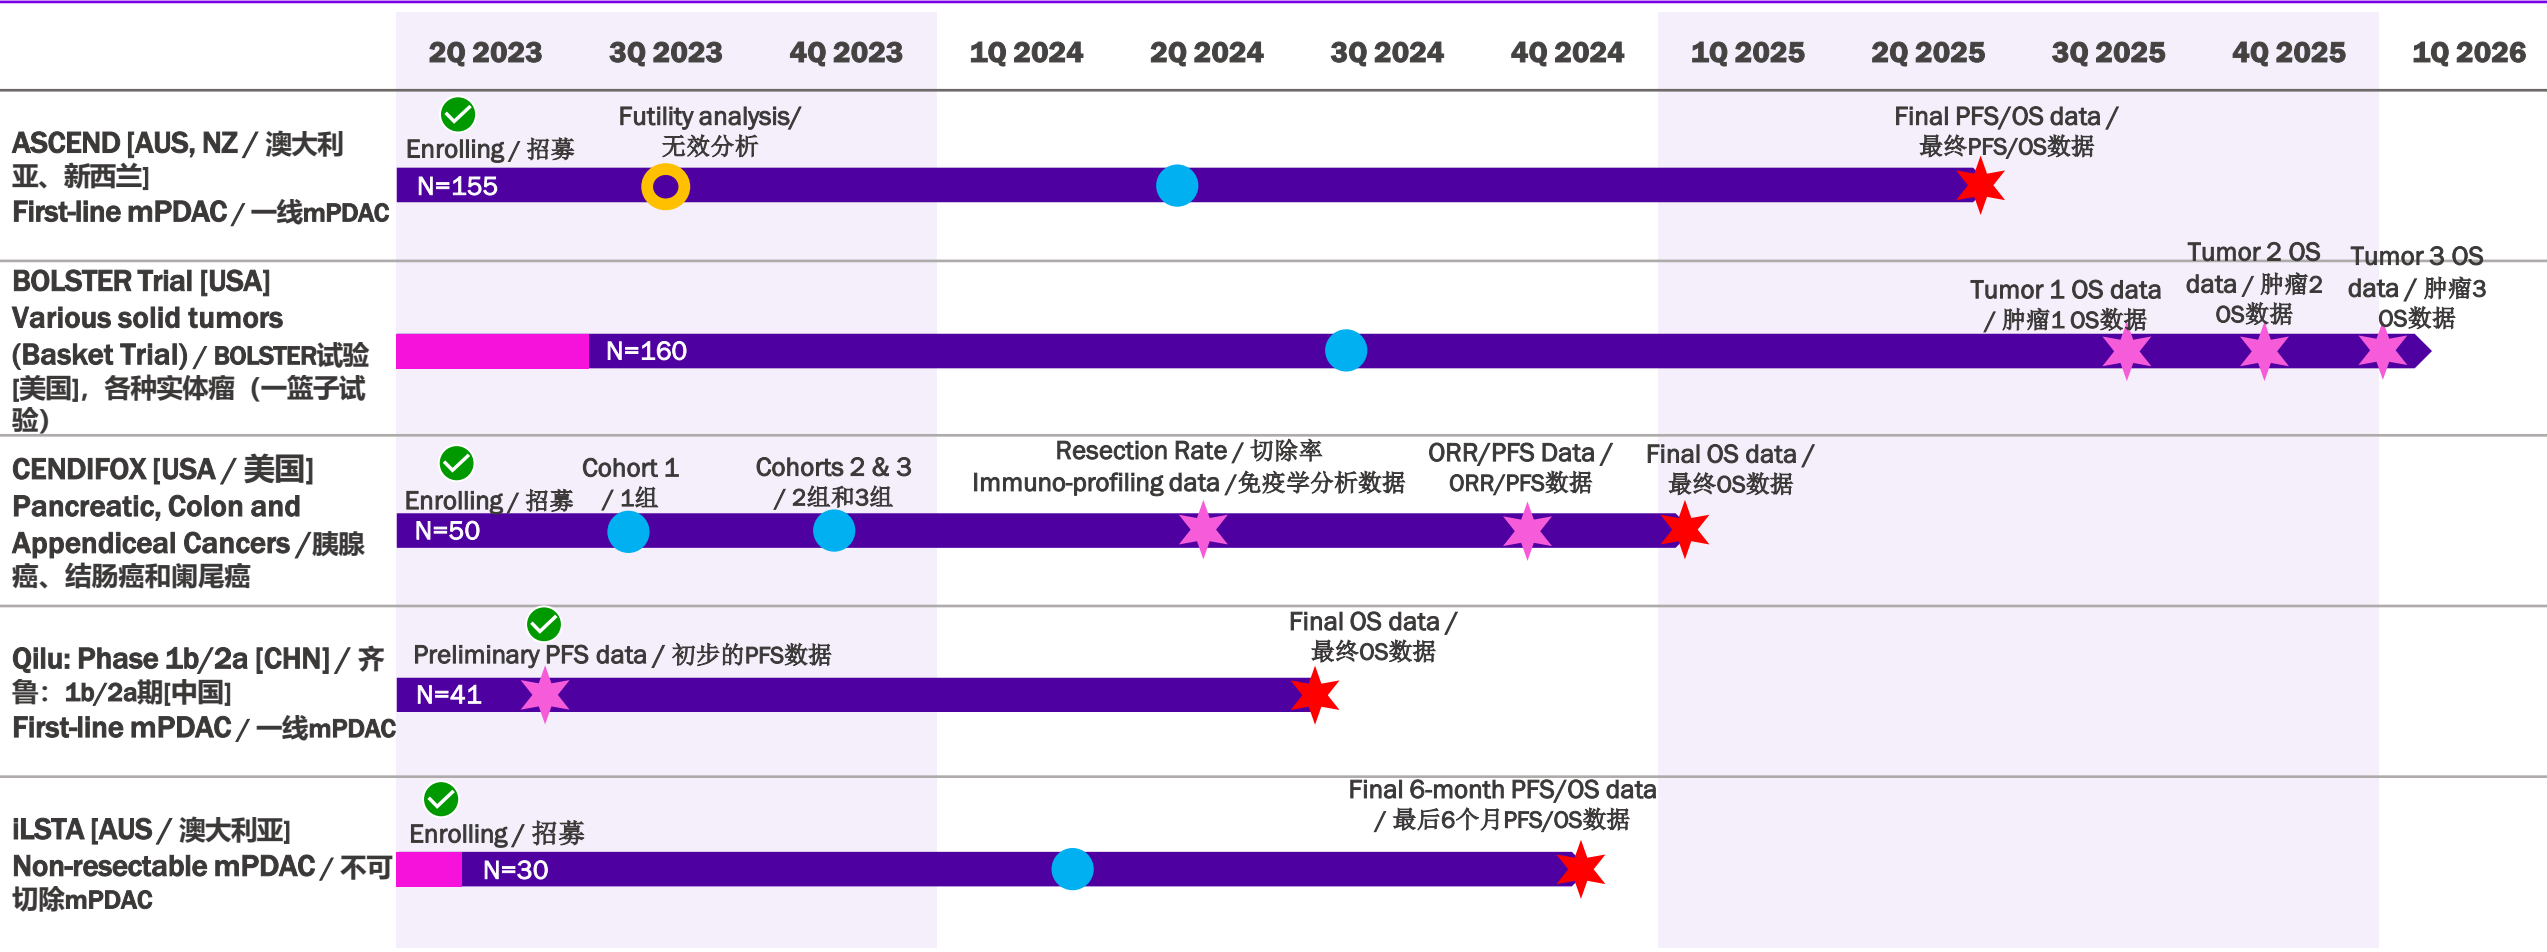 2Q 2023 3Q 2023 4Q 2023 1Q 2024 2Q 2024 3Q 2024 4Q 2024 1Q 2025 2Q 2025 3Q 2025 4Q 2025 1Q 2026
ASCEND [AUS, NZ / 澳大利
亚、新西兰]
First-line mPDAC / 一线mPDAC
Enrolling / 招募
N=155
Futility analysis/
无效分析
Final PFS/OS data /
最终PFS/OS数据
BOLSTER Trial [USA]
Various solid tumors
(Basket Trial) / BOLSTER试验
[美国]，各种实体瘤（一篮子试
验）
N=160
Tumor 1 OS data
/ 肿瘤1 OS数据
Tumor 2 OS
data / 肿瘤2
OS数据
Tumor 3 OS
data / 肿瘤3
OS数据
CENDIFOX [USA / 美国]
Pancreatic, Colon and
Appendiceal Cancers /胰腺
癌、结肠癌和阑尾癌
Enrolling / 招募
N=50
Cohort 1
/ 1组
Cohorts 2 & 3
/ 2组和3组
Resection Rate / 切除率
Immuno-profiling data /免疫学分析数据
ORR/PFS Data /
ORR/PFS数据
Final OS data /
最终OS数据
Qilu: Phase 1b/2a [CHN] / 齐
鲁：1b/2a期[中国]
First-line mPDAC / 一线mPDAC
Preliminary PFS data / 初步的PFS数据
N=41
Final OS data /
最终OS数据
iLSTA [AUS / 澳大利亚]
Non-resectable mPDAC / 不可
切除mPDAC
Enrolling / 招募
N=30
Final 6-month PFS/OS data
/ 最后6个月PFS/OS数据